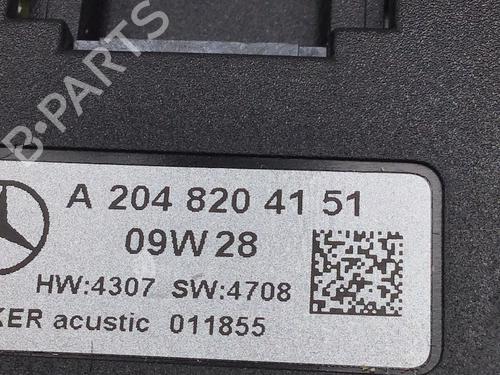 B-PARTS
A 204 820 41 51
09W28
HW:4307 SW:4708
KER acustic 011855